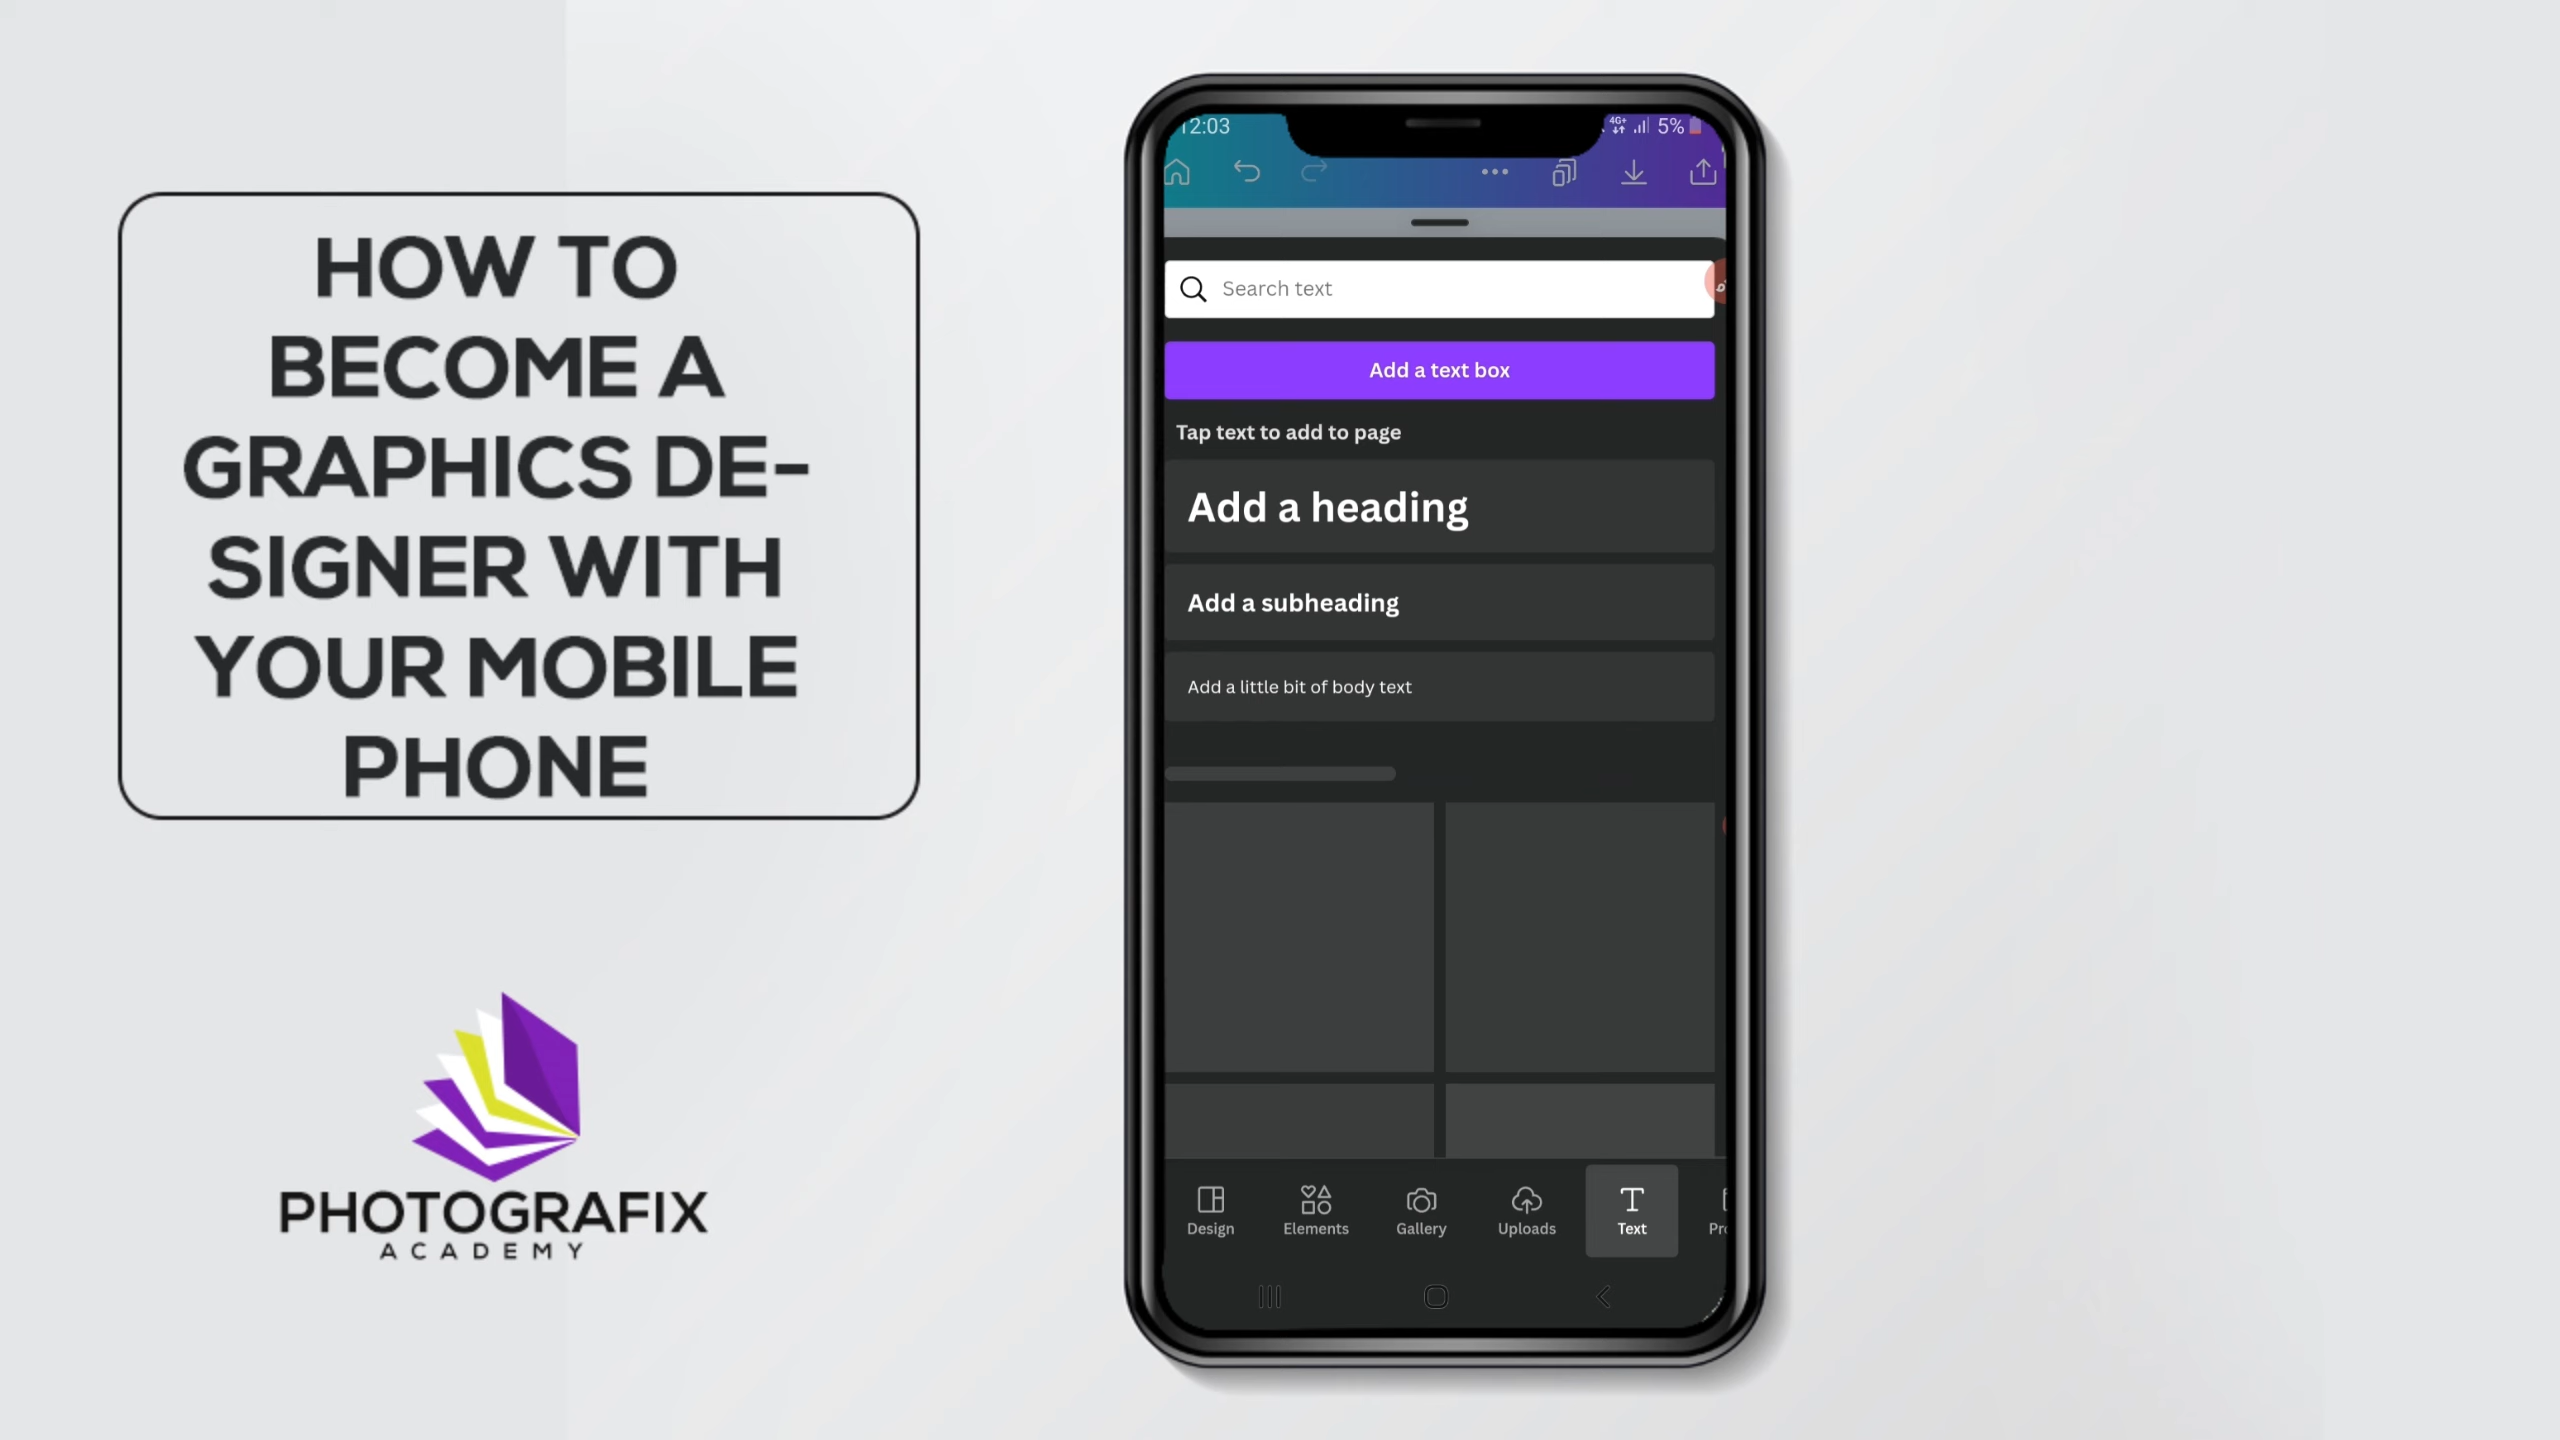 HOW TO
BECOME A
GRAPHICS DE-
SIGNER WITH
YOUR MOBILE
PHONE
PHOTOGRAFIX
ACADEMY
12:03
4G+
5%
Search text
Add a text box
Tap text to add to page
Add a heading
Add a subheading
Add a little bit of body text
Design
Elements
Gallery
Uploads
Text